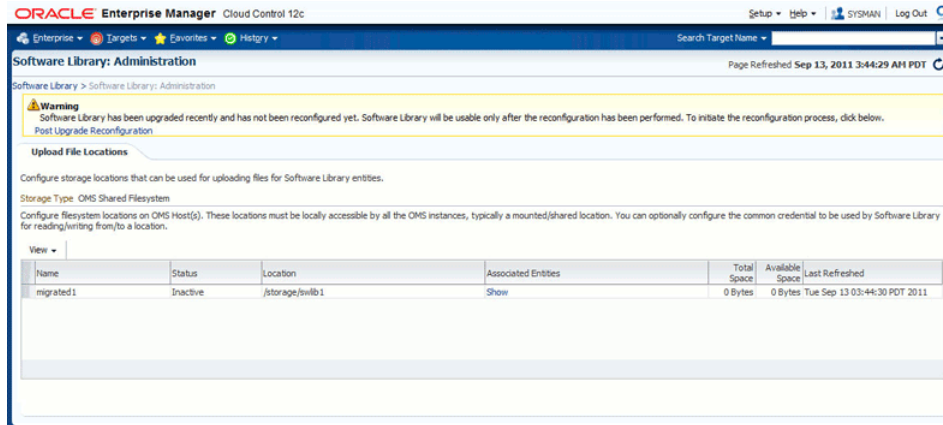 ORACLE Enterprise Manager Cloud Control 12c
Setup Help SYSMAN Log Out
Enterprise Targets Favorites History Search Target Name
Software Library: Administration
Page Refreshed Sep 13, 2011 3:44:29 AM PDT
Software Library > Software Library: Administration
Warning
Software Library has been upgraded recently and has not been reconfigured yet. Software Library will be usable only after the reconfiguration has been performed. To initiate the reconfiguration process, click below.
Post Upgrade Reconfiguration
Upload File Locations
Configure storage locations that can be used for uploading files for Software Library entities.
Storage Type OMS Shared Filesystem
Configure filesystem locations on OMS Host(s). These locations must be locally accessible by all the OMS instances, typically a mounted/shared location. You can optionally configure the common credential to be used by Software Library
for reading/writing from/to a location.
View
Name Status Location Associated Entities Total Space Available Space Last Refreshed
migrated1 Inactive /storage/swlib1 Show 0 Bytes 0 Bytes Tue Sep 13 03:44:30 PDT 2011